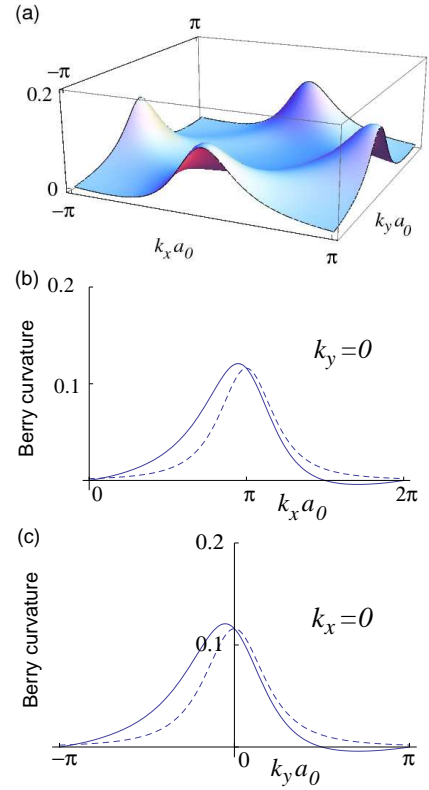 (a)
π
−π
0.2
0
−π
k_x a_0
π
k_y a_0
(b)
0.2
0.1
Berry curvature
k_y=0
0
π
2π
k_x a_0
(c)
0.2
0.1
Berry curvature
k_x=0
−π
0
π
k_y a_0